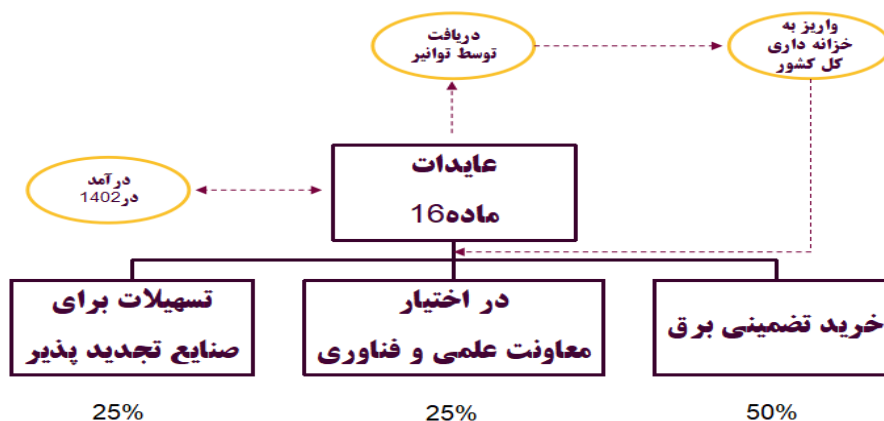 دریافت
توسط توانیر
واریز به
خزانه داری
کل کشور
عایدات
ماده16
درآمد
در1402
خرید تضمینی برق
در اختیار
معاونت علمی و فناوری
تسهیلات برای
صنایع تجدید پذیر
50%
25%
25%